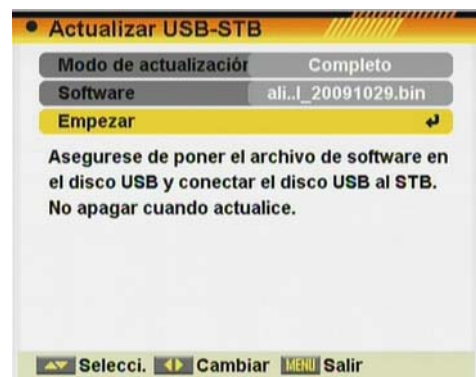 Actualizar USB-STB
Modo de actualización Completo
Software ali..l_20091029.bin
Empezar
Asegurese de poner el archivo de software en
el disco USB y conectar el disco USB al STB.
No apagar cuando actualice.
Selecci. Cambiar MENU Salir